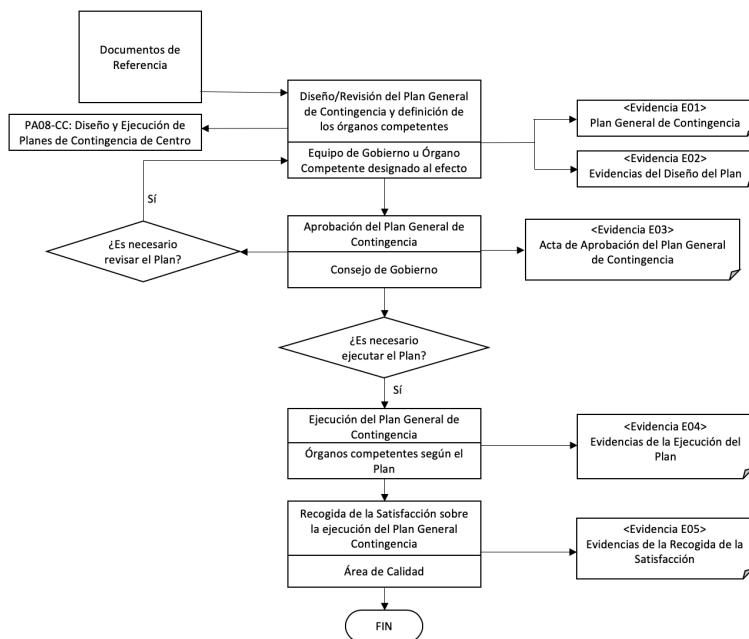 Documentos de
Referencia
Diseño/Revisión del Plan General
de Contingencia y definición de
los órganos competentes
Equipo de Gobierno u Órgano
Competente designado al efecto
<Evidencia E01>
Plan General de Contingencia
PA08-CC: Diseño y Ejecución de
Planes de Contingencia de Centro
<Evidencia E02>
Evidencias del Diseño del Plan
Sí
¿Es necesario
revisar el Plan?
Aprobación del Plan General de
Contingencia
Consejo de Gobierno
<Evidencia E03>
Acta de Aprobación del Plan General
de Contingencia
¿Es necesario
ejecutar el Plan?
Sí
Ejecución del Plan General de
Contingencia
Órganos competentes según el
Plan
<Evidencia E04>
Evidencias de la Ejecución del
Plan
Recogida de la Satisfacción sobre
la ejecución del Plan General
Contingencia
Área de Calidad
<Evidencia E05>
Evidencias de la Recogida de la
Satisfacción
FIN